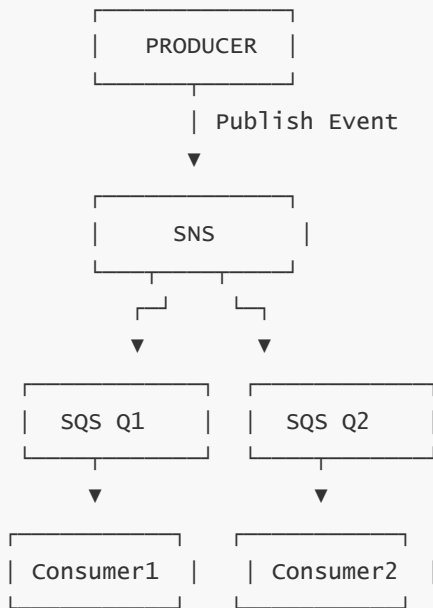 PRODUCER
Publish Event
SNS
SQS Q1 SQS Q2
Consumer1 Consumer2